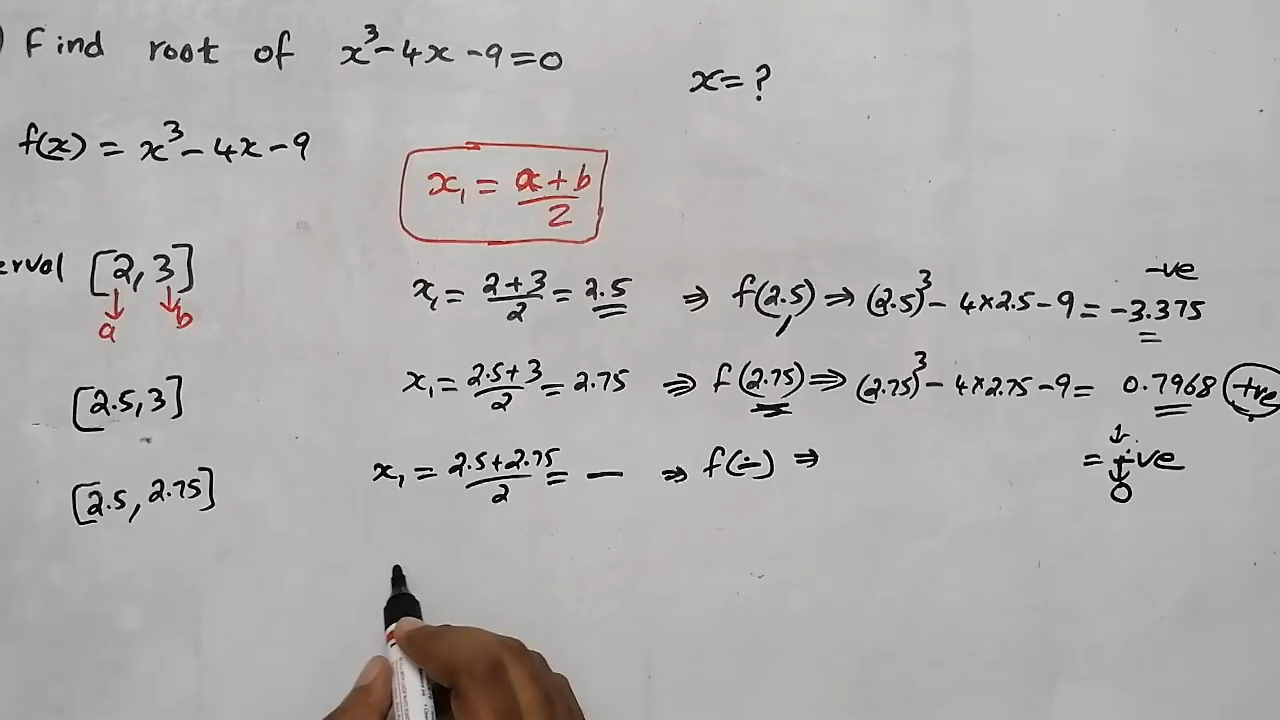 ) Find root of x³-4x-9=0
x=?
f(x) = x³-4x-9
x₁ = a+b/2
erval [2, 3]
a b
x₁ = 2+3/2 = 2.5 ⇒ f(2.5) ⇒ (2.5)³ - 4×2.5-9 = -3.375
-ve
[2.5, 3]
x₁ = 2.5+3/2 = 2.75 ⇒ f(2.75) ⇒ (2.75)³ - 4×2.75-9 = 0.7968 +ve
[2.5, 2.75]
x₁ = 2.5+2.75/2 = — ⇒ f(÷) ⇒ = +ve
0